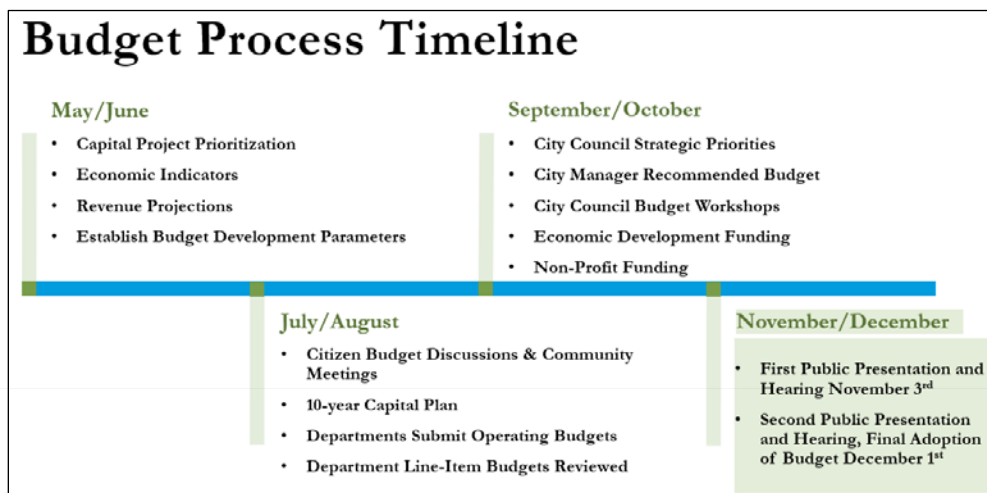 Budget Process Timeline
May/June
• Capital Project Prioritization
• Economic Indicators
• Revenue Projections
• Establish Budget Development Parameters
September/October
• City Council Strategic Priorities
• City Manager Recommended Budget
• City Council Budget Workshops
• Economic Development Funding
• Non-Profit Funding
July/August
• Citizen Budget Discussions & Community
Meetings
• 10-year Capital Plan
• Departments Submit Operating Budgets
• Department Line-Item Budgets Reviewed
November/December
• First Public Presentation and
Hearing November 3rd
• Second Public Presentation
and Hearing, Final Adoption
of Budget December 1st